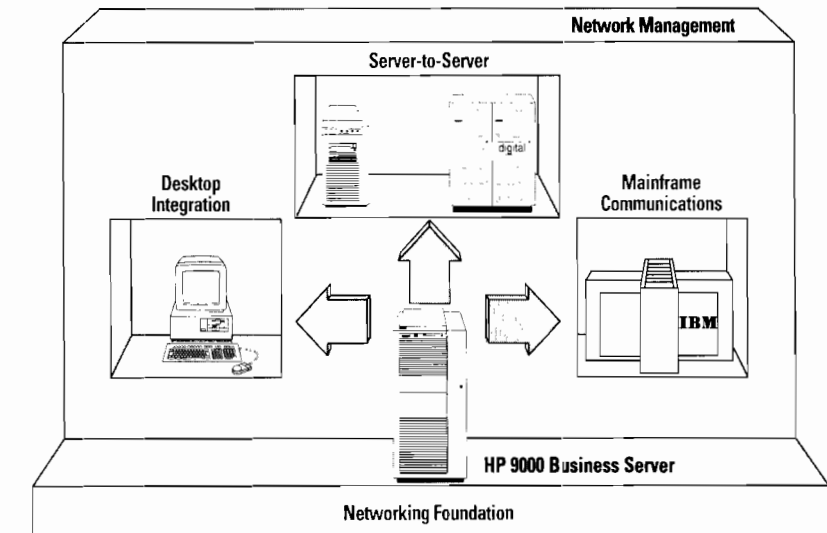 Network Management
Server-to-Server
digital
Desktop
Integration
Mainframe
Communications
IBM
HP 9000 Business Server
Networking Foundation